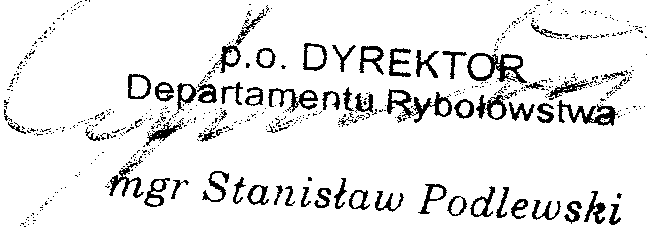 p.o. DYREKTOR
Departamentu Rybołówstwa
mgr Stanisław Podlewski